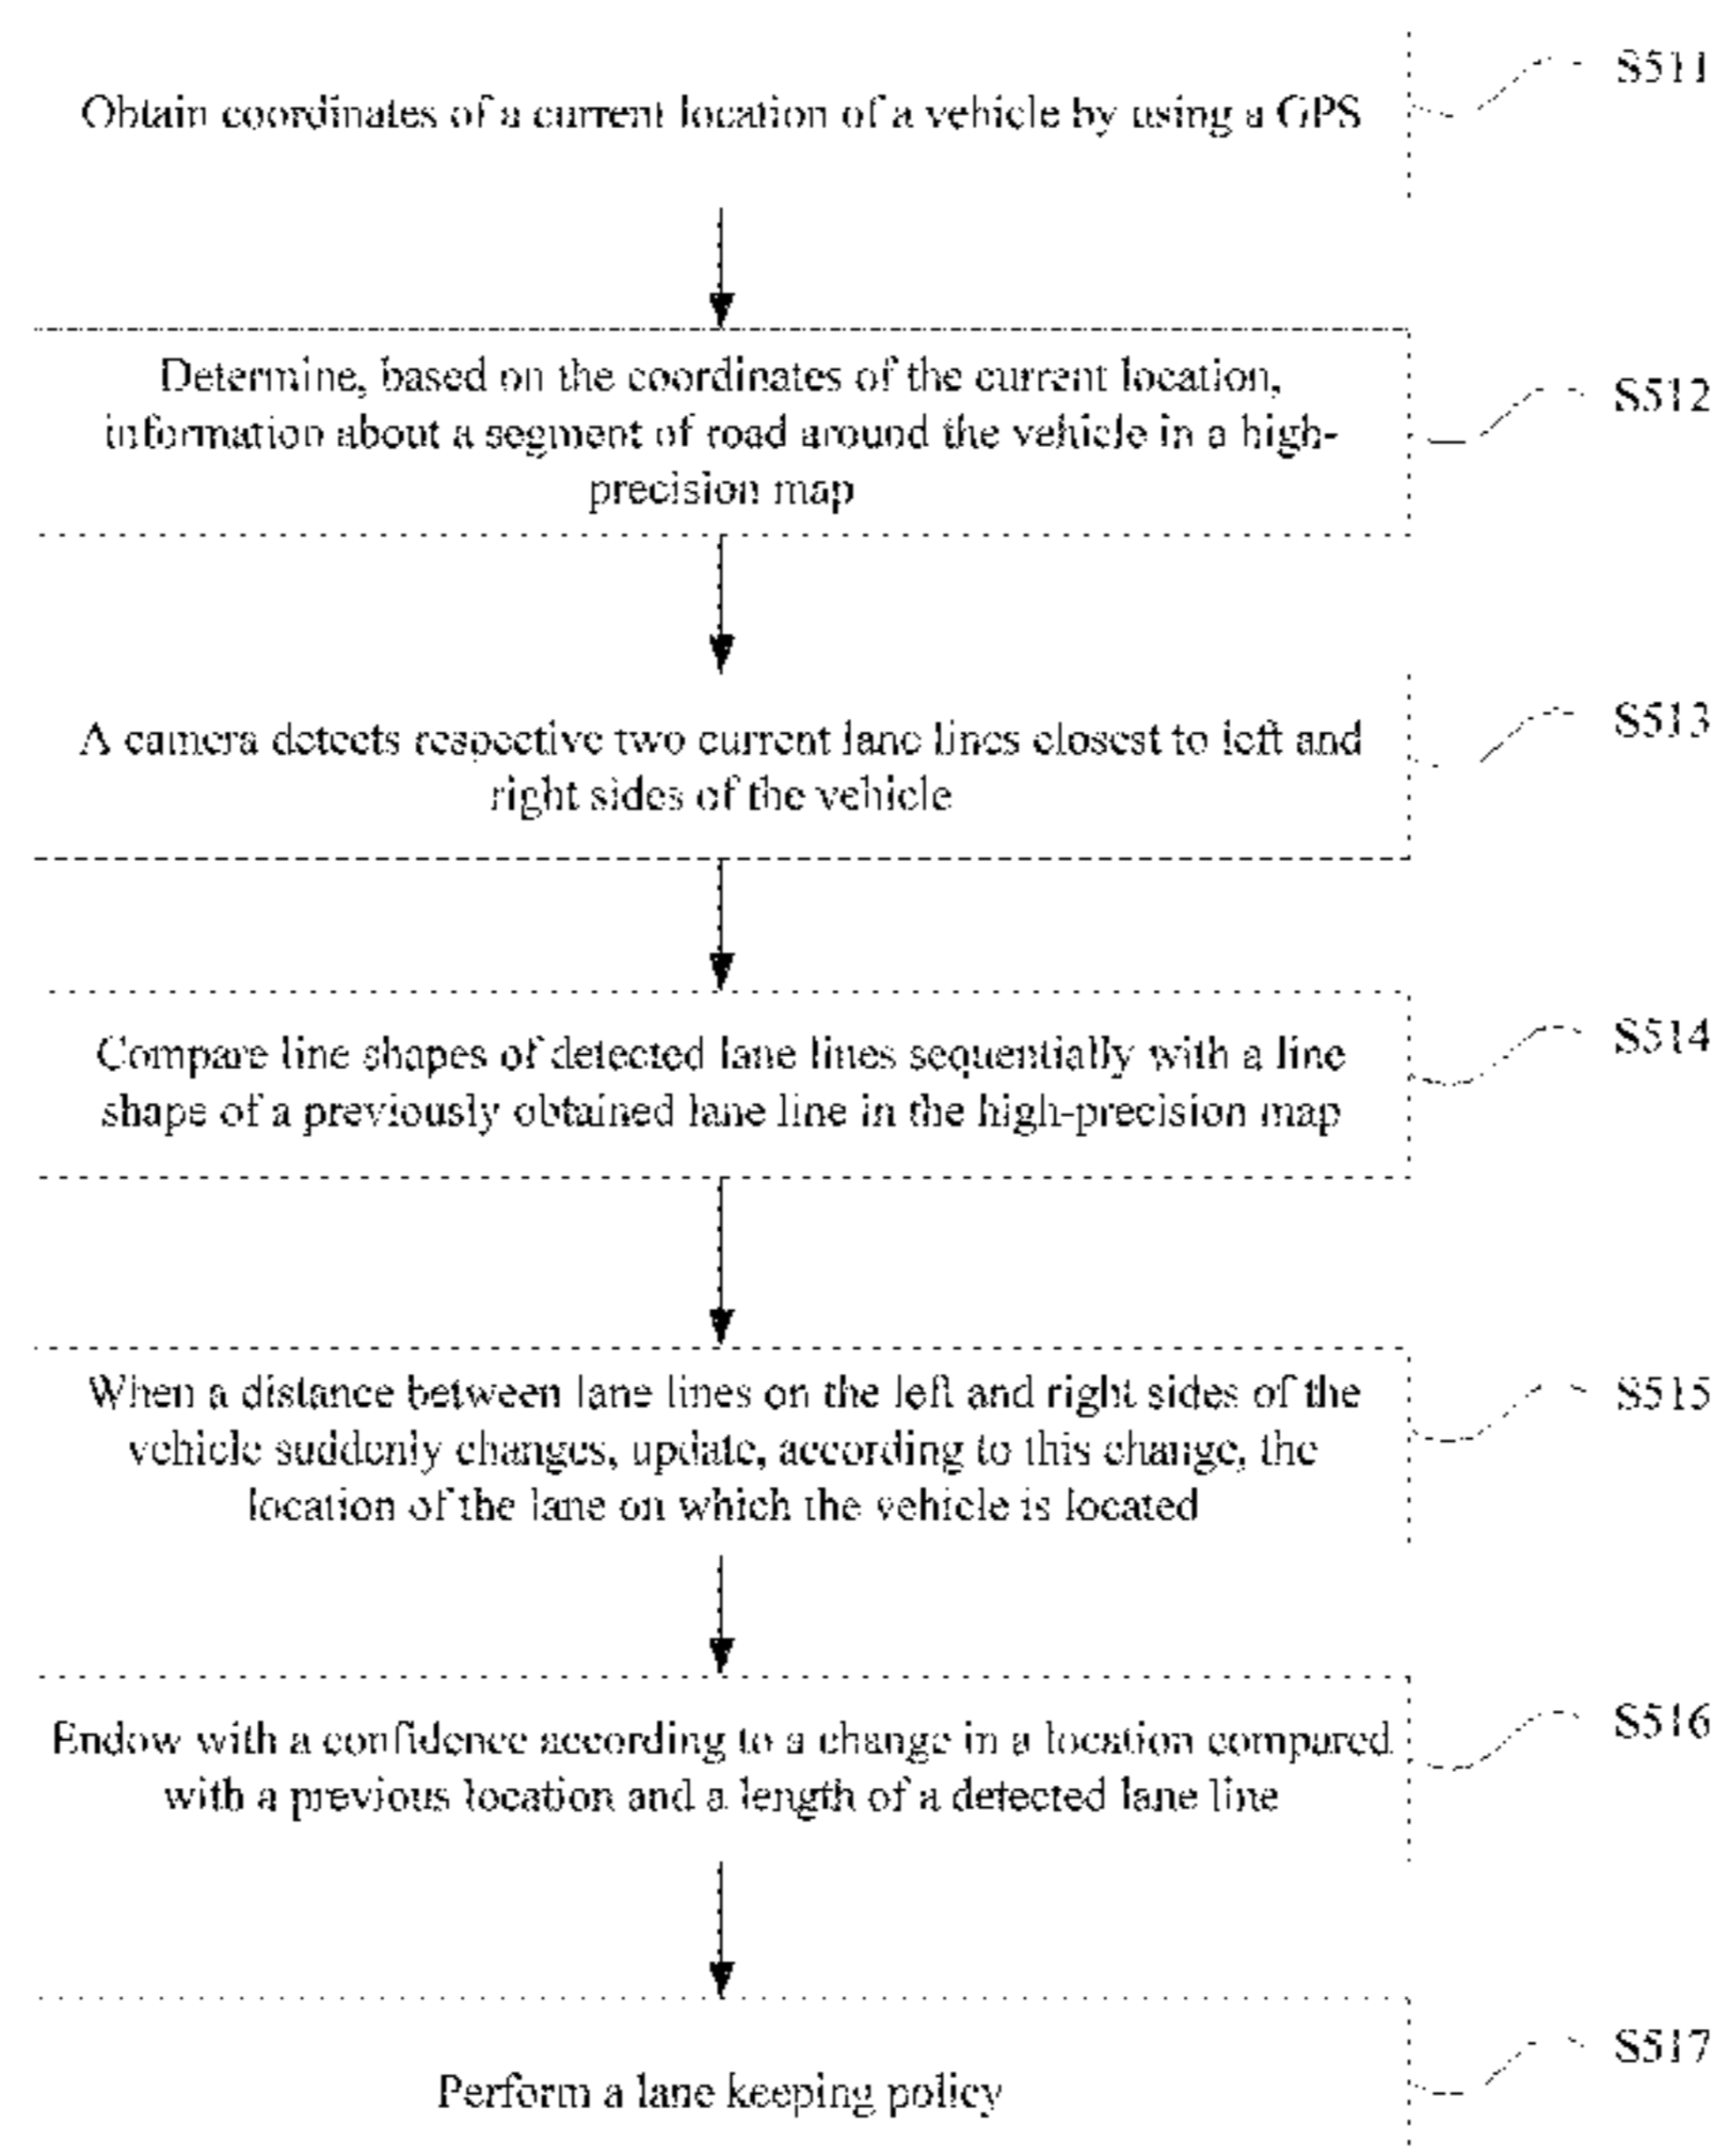 Obtain coordinates of a current location of a vehicle by using a GPS
S511
Determine, based on the coordinates of the current location,
information about a segment of road around the vehicle in a high-
precision map
S512
A camera detects respective two current lane lines closest to left and
right sides of the vehicle
S513
Compare line shapes of detected lane lines sequentially with a line
shape of a previously obtained lane line in the high-precision map
S514
When a distance between lane lines on the left and right sides of the
vehicle suddenly changes, update, according to this change, the
location of the lane on which the vehicle is located
S515
Endow with a confidence according to a change in a location compared
with a previous location and a length of a detected lane line
S516
Perform a lane keeping policy
S517